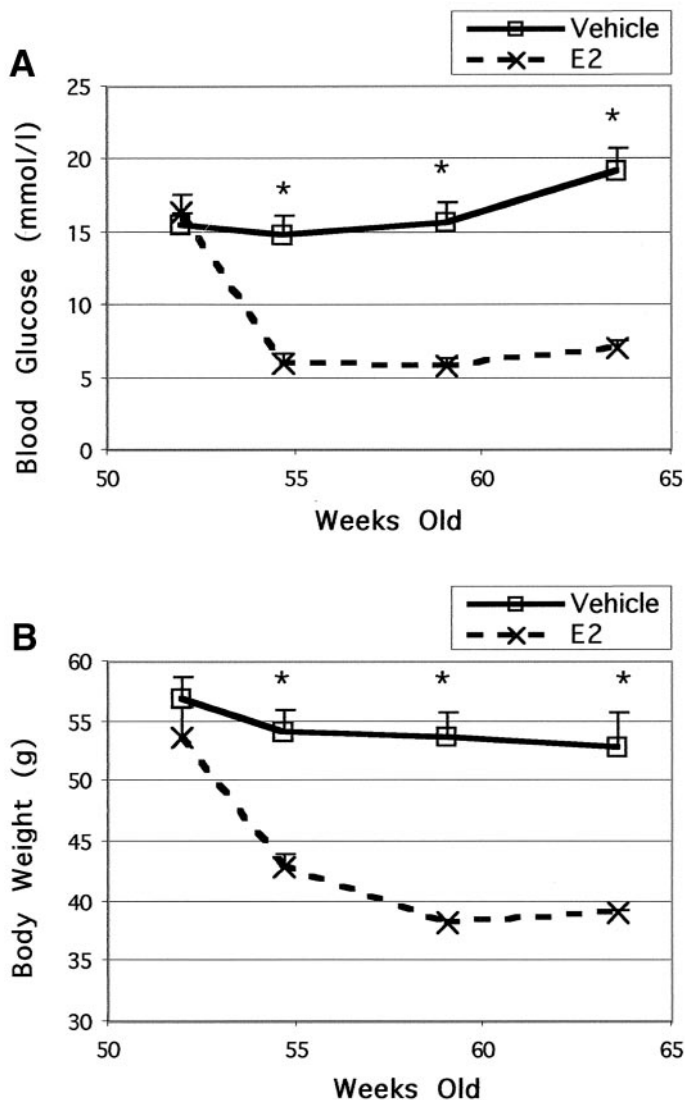 Vehicle
E2
A
25
20
15
10
5
0
* * *
Blood Glucose (mmol/l)
50 55 60 65
Weeks Old
Vehicle
E2
B
60
55
50
45
40
35
30
* * *
Body Weight (g)
50 55 60 65
Weeks Old